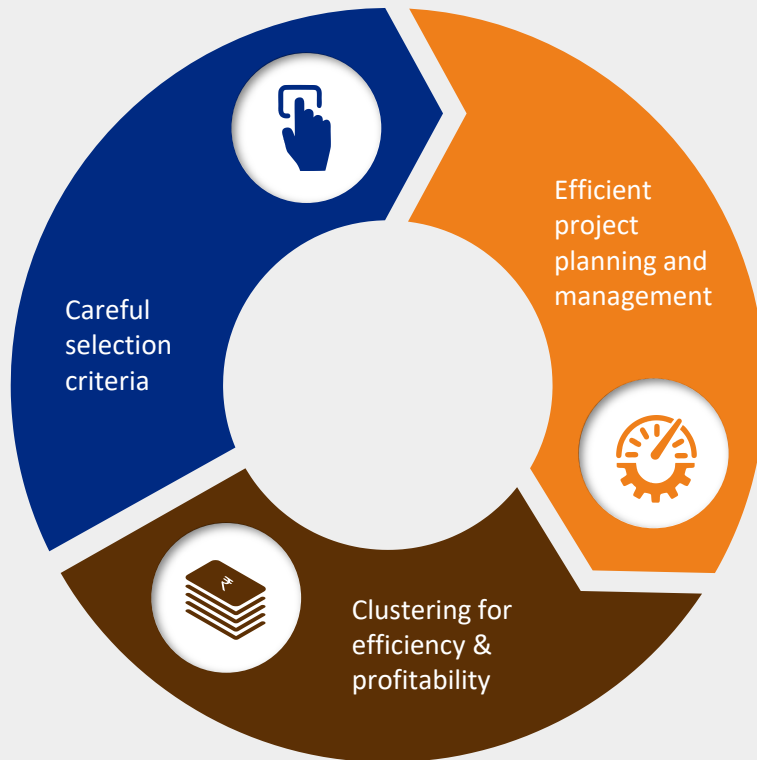 Careful
selection
criteria
Efficient
project
planning and
management
Clustering for
efficiency &
profitability
₹